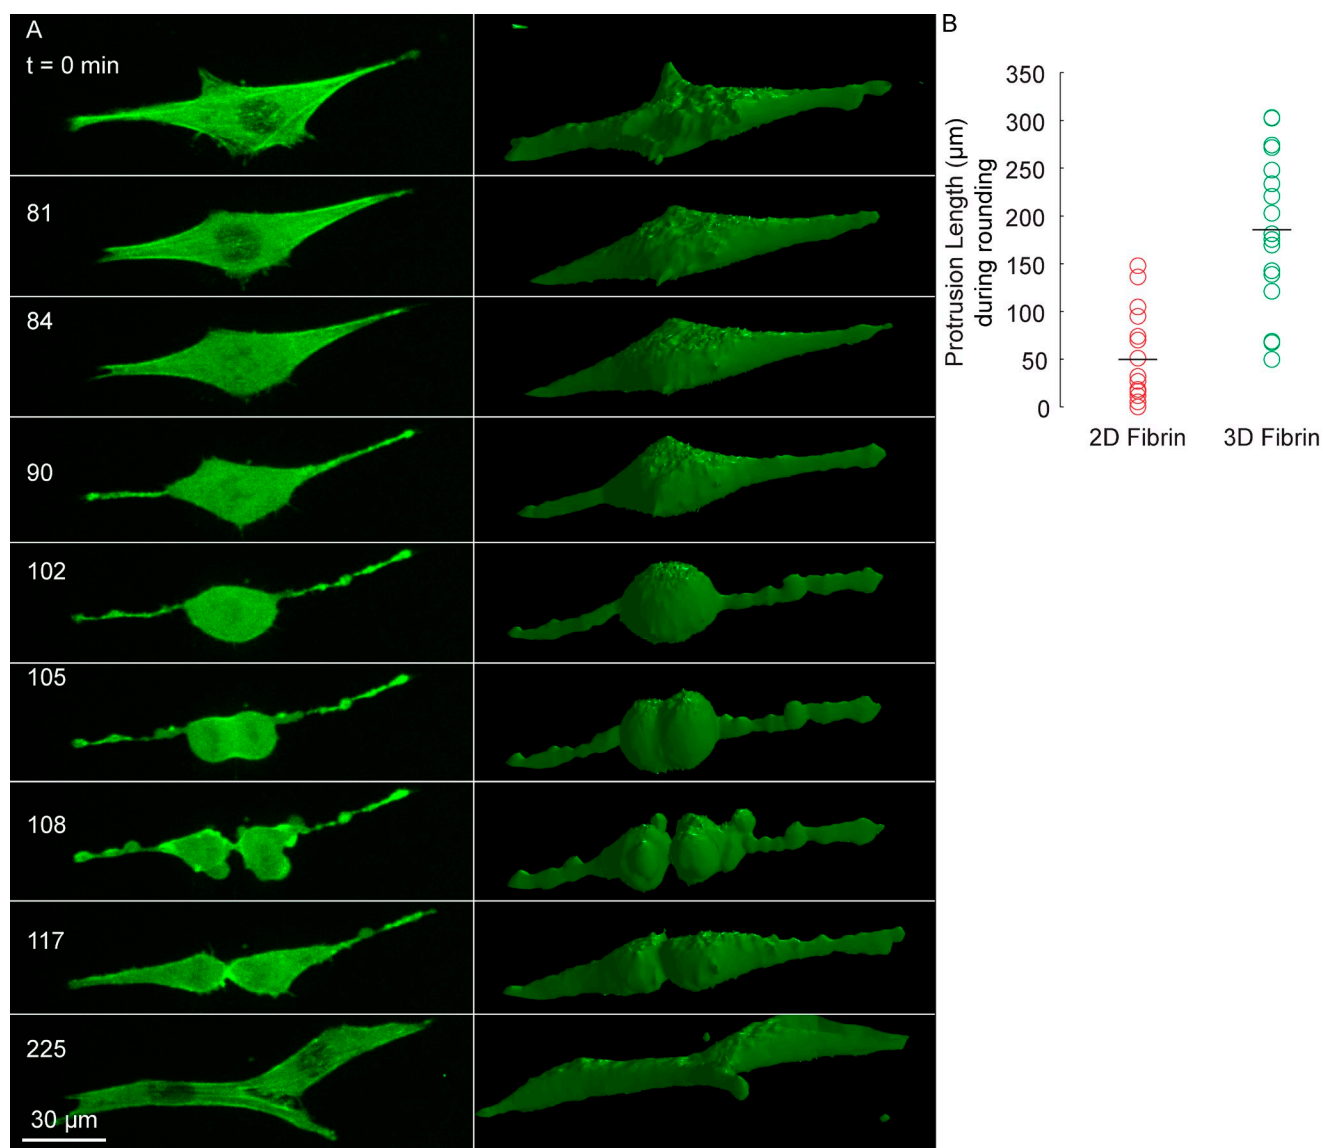 A
t = 0 min
81
84
90
102
105
108
117
225
30 µm
B
Protrusion Length (µm)
during rounding
350
300
250
200
150
100
50
0
2D Fibrin
3D Fibrin